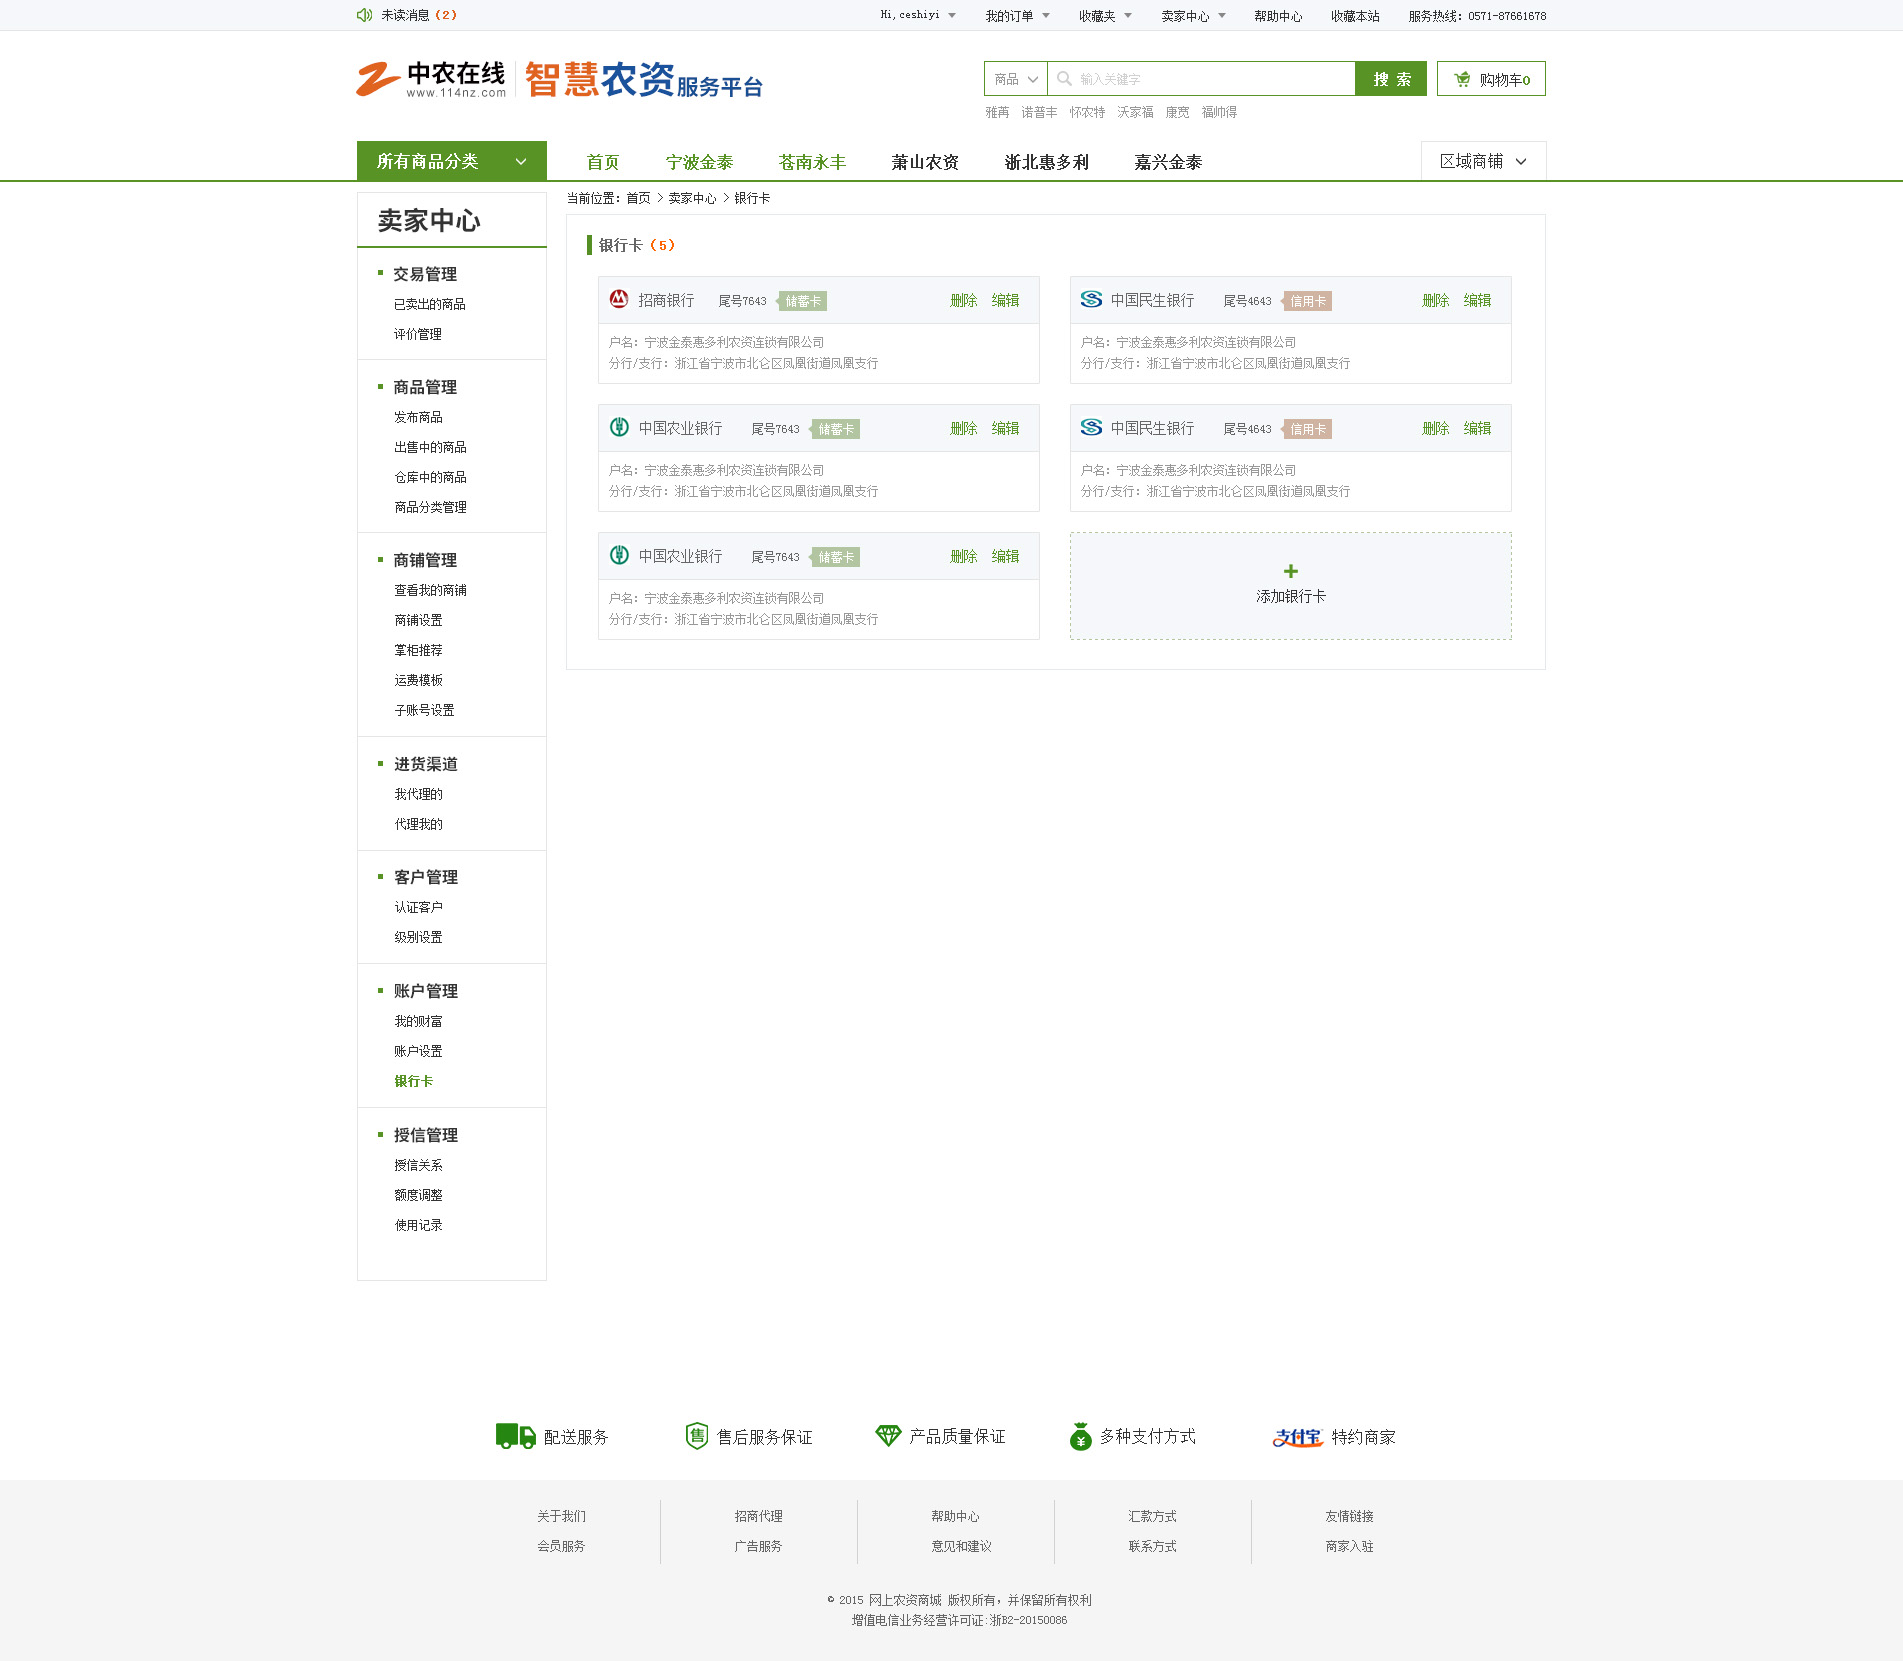 未读消息（2）
Hi, ceshiyi 我的订单 收藏夹 卖家中心 帮助中心 收藏本站 服务热线：0571-87661678
中农在线
www.114nz.com
智慧农资服务平台
商品 输入关键字 搜 索 购物车0
雅苒 诺普丰 怀农特 沃家福 康宽 福帅得
所有商品分类 首页 宁波金泰 苍南永丰 萧山农资 浙北惠多利 嘉兴金泰 区域商铺
当前位置：首页 > 卖家中心 > 银行卡
卖家中心
交易管理
已卖出的商品
评价管理
商品管理
发布商品
出售中的商品
仓库中的商品
商品分类管理
商铺管理
查看我的商铺
商铺设置
掌柜推荐
运费模板
子账号设置
进货渠道
我代理的
代理我的
客户管理
认证客户
级别设置
账户管理
我的财富
账户设置
银行卡
授信管理
授信关系
额度调整
使用记录
银行卡（5）
招商银行 尾号7643 储蓄卡 删除 编辑
户名：宁波金泰惠多利农资连锁有限公司
分行/支行：浙江省宁波市北仑区凤凰街道凤凰支行
中国民生银行 尾号4643 信用卡 删除 编辑
户名：宁波金泰惠多利农资连锁有限公司
分行/支行：浙江省宁波市北仑区凤凰街道凤凰支行
中国农业银行 尾号7643 储蓄卡 删除 编辑
户名：宁波金泰惠多利农资连锁有限公司
分行/支行：浙江省宁波市北仑区凤凰街道凤凰支行
中国民生银行 尾号4643 信用卡 删除 编辑
户名：宁波金泰惠多利农资连锁有限公司
分行/支行：浙江省宁波市北仑区凤凰街道凤凰支行
中国农业银行 尾号7643 储蓄卡 删除 编辑
户名：宁波金泰惠多利农资连锁有限公司
分行/支行：浙江省宁波市北仑区凤凰街道凤凰支行
添加银行卡
配送服务 售 售后服务保证 产品质量保证 ¥ 多种支付方式 支付宝 特约商家
关于我们 招商代理 帮助中心 汇款方式 友情链接
会员服务 广告服务 意见和建议 联系方式 商家入驻
© 2015 网上农资商城 版权所有，并保留所有权利
增值电信业务经营许可证:浙B2-20150086